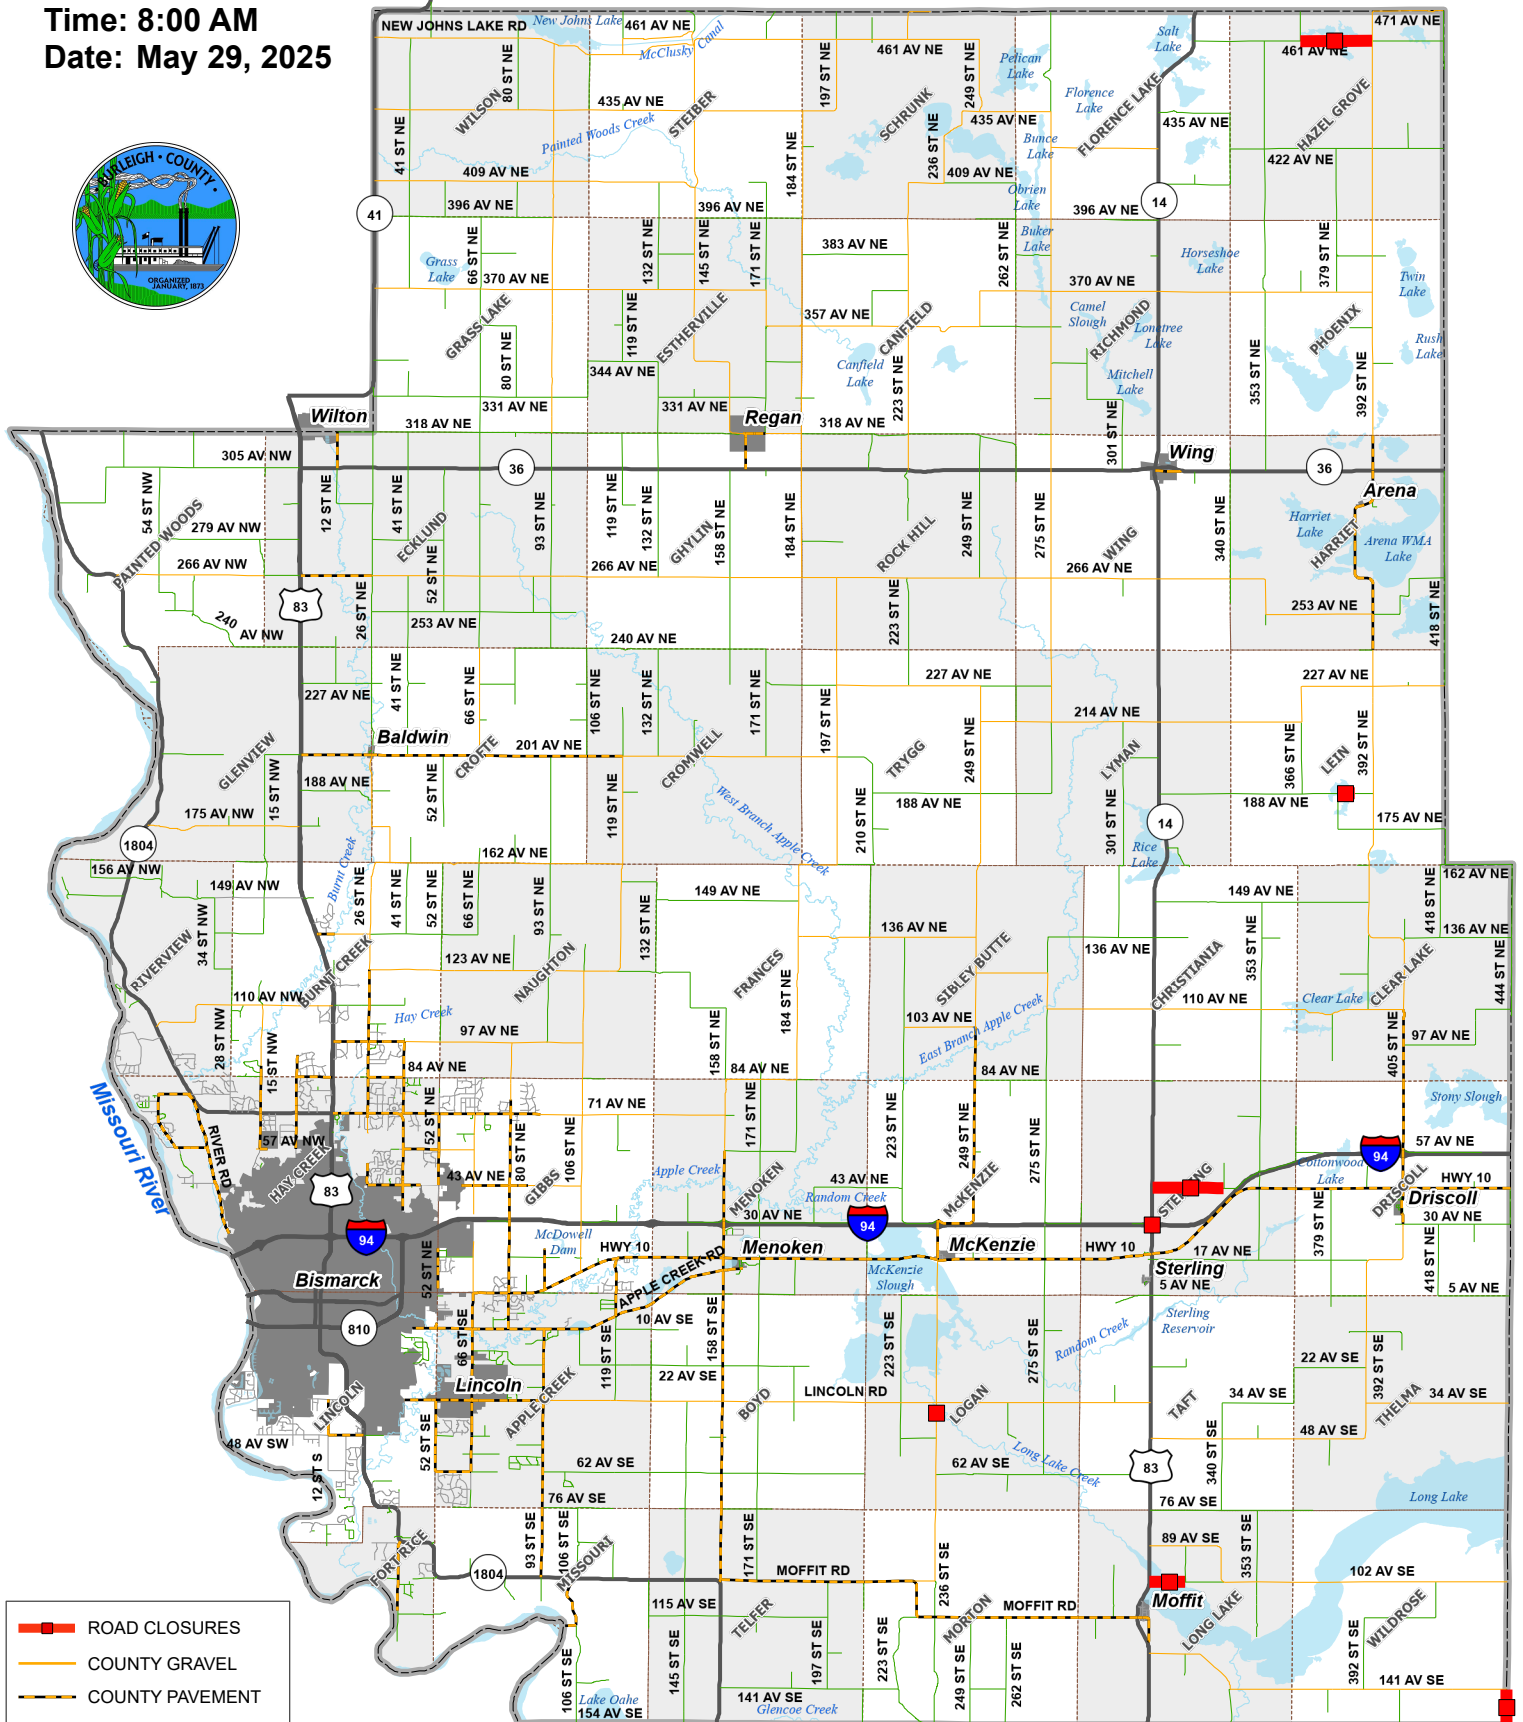 Time: 8:00 AM
Date: May 29, 2025
BURLEIGH • COUNTY
ORGANIZED
JANUARY, 1873
NEW JOHNS LAKE RD
New Johns Lake
461 AV NE
McClusky Canal
461 AV NE
Salt
Lake
471 AV NE
461 AV NE
80 ST NE
WILSON
435 AV NE
STEIBER
197 ST NE
SCHRUNK
249 ST NE
Pelican
Lake
Florence
Lake
FLORENCE LAKE
HAZEL GROVE
41 ST NE
Painted Woods Creek
236 ST NE
435 AV NE
Bunce
Lake
435 AV NE
422 AV NE
409 AV NE
184 ST NE
409 AV NE
Obrien
Lake
41
396 AV NE
396 AV NE
396 AV NE
14
66 ST NE
132 ST NE
145 ST NE
171 ST NE
383 AV NE
262 ST NE
Buker
Lake
Horseshoe
Lake
379 ST NE
Grass
Lake
370 AV NE
370 AV NE
Twin
Lake
GRASS LAKE
119 ST NE
ESTHERVILLE
357 AV NE
CANFIELD
Camel
Slough
RICHMOND
Lonetree
Lake
PHOENIX
Rush
Lake
80 ST NE
344 AV NE
Canfield
Lake
223 ST NE
Mitchell
Lake
353 ST NE
392 ST NE
Wilton
331 AV NE
331 AV NE
Regan
318 AV NE
318 AV NE
301 ST NE
305 AV NW
36
Wing
36
Arena
54 ST NW
PAINTED WOODS
279 AV NW
266 AV NW
12 ST NE
41 ST NE
ECKLUND
52 ST NE
93 ST NE
119 ST NE
132 ST NE
GHYLIN
158 ST NE
184 ST NE
ROCK HILL
249 ST NE
275 ST NE
WING
340 ST NE
Harriet
Lake
HARRIET
Arena WMA
Lake
266 AV NE
266 AV NE
83
26 ST NE
240
AV NW
253 AV NE
240 AV NE
223 ST NE
253 AV NE
418 ST NE
GLENVIEW
227 AV NE
41 ST NE
66 ST NE
106 ST NE
132 ST NE
171 ST NE
197 ST NE
227 AV NE
227 AV NE
214 AV NE
Baldwin
201 AV NE
CROFTE
CROMWELL
TRYGG
249 ST NE
LYMAN
366 ST NE
LEIN
392 ST NE
15 ST NW
188 AV NE
52 ST NE
119 ST NE
West Branch Apple Creek
188 AV NE
188 AV NE
175 AV NW
210 ST NE
301 ST NE
14
175 AV NE
1804
Burnt Creek
162 AV NE
Rice
Lake
156 AV NW
149 AV NW
26 ST NE
41 ST NE
52 ST NE
66 ST NE
93 ST NE
132 ST NE
149 AV NE
149 AV NE
418 ST NE
162 AV NE
34 ST NW
RIVERVIEW
BURNT CREEK
123 AV NE
NAUGHTON
FRANCES
136 AV NE
SIBLEY BUTTE
136 AV NE
CHRISTIANIA
353 ST NE
CLEAR LAKE
136 AV NE
444 ST NE
110 AV NW
Hay Creek
97 AV NE
184 ST NE
103 AV NE
110 AV NE
Clear Lake
28 ST NW
15 ST NW
84 AV NE
158 ST NE
84 AV NE
East Branch Apple Creek
84 AV NE
405 ST NE
97 AV NE
Missouri River
RIVER RD
57 AV NW
HAY CREEK
52 ST NE
71 AV NE
80 ST NE
106 ST NE
171 ST NE
223 ST NE
249 ST NE
275 ST NE
Stony Slough
57 AV NE
94
83
43 AV NE
GIBBS
Apple Creek
MENOKEN
43 AV NE
Random Creek
McKENZIE
STERLING
Cottonwood
Lake
DRISCOLL
HWY 10
Driscoll
94
30 AV NE
94
379 ST NE
30 AV NE
McDowell
Dam
HWY 10
APPLE CREEK RD
Menoken
McKenzie
HWY 10
17 AV NE
Bismarck
52 ST NE
McKenzie
Slough
Sterling
5 AV NE
418 ST NE
5 AV NE
810
66 ST SE
10 AV SE
158 ST SE
223 ST SE
275 ST SE
Random Creek
Sterling
Reservoir
119 ST SE
22 AV SE
22 AV SE
392 ST SE
Lincoln
LINCOLN
APPLE CREEK
BOYD
LINCOLN RD
LOGAN
TAFT
34 AV SE
THELMA
34 AV SE
48 AV SW
52 ST SE
48 AV SE
12 ST S
62 AV SE
62 AV SE
Long Lake Creek
83
340 ST SE
76 AV SE
76 AV SE
Long Lake
FORT RICE
93 ST SE
106 ST SE
MISSOURI
171 ST SE
236 ST SE
89 AV SE
353 ST SE
1804
MOFFIT RD
102 AV SE
115 AV SE
TELFER
MORTON
MOFFIT RD
Moffit
LONG LAKE
WILDROSE
ROAD CLOSURES
COUNTY GRAVEL
COUNTY PAVEMENT
106 ST SE
145 ST SE
197 ST SE
223 ST SE
249 ST SE
262 ST SE
392 ST SE
Lake Oahe
154 AV SE
141 AV SE
Glencoe Creek
141 AV SE